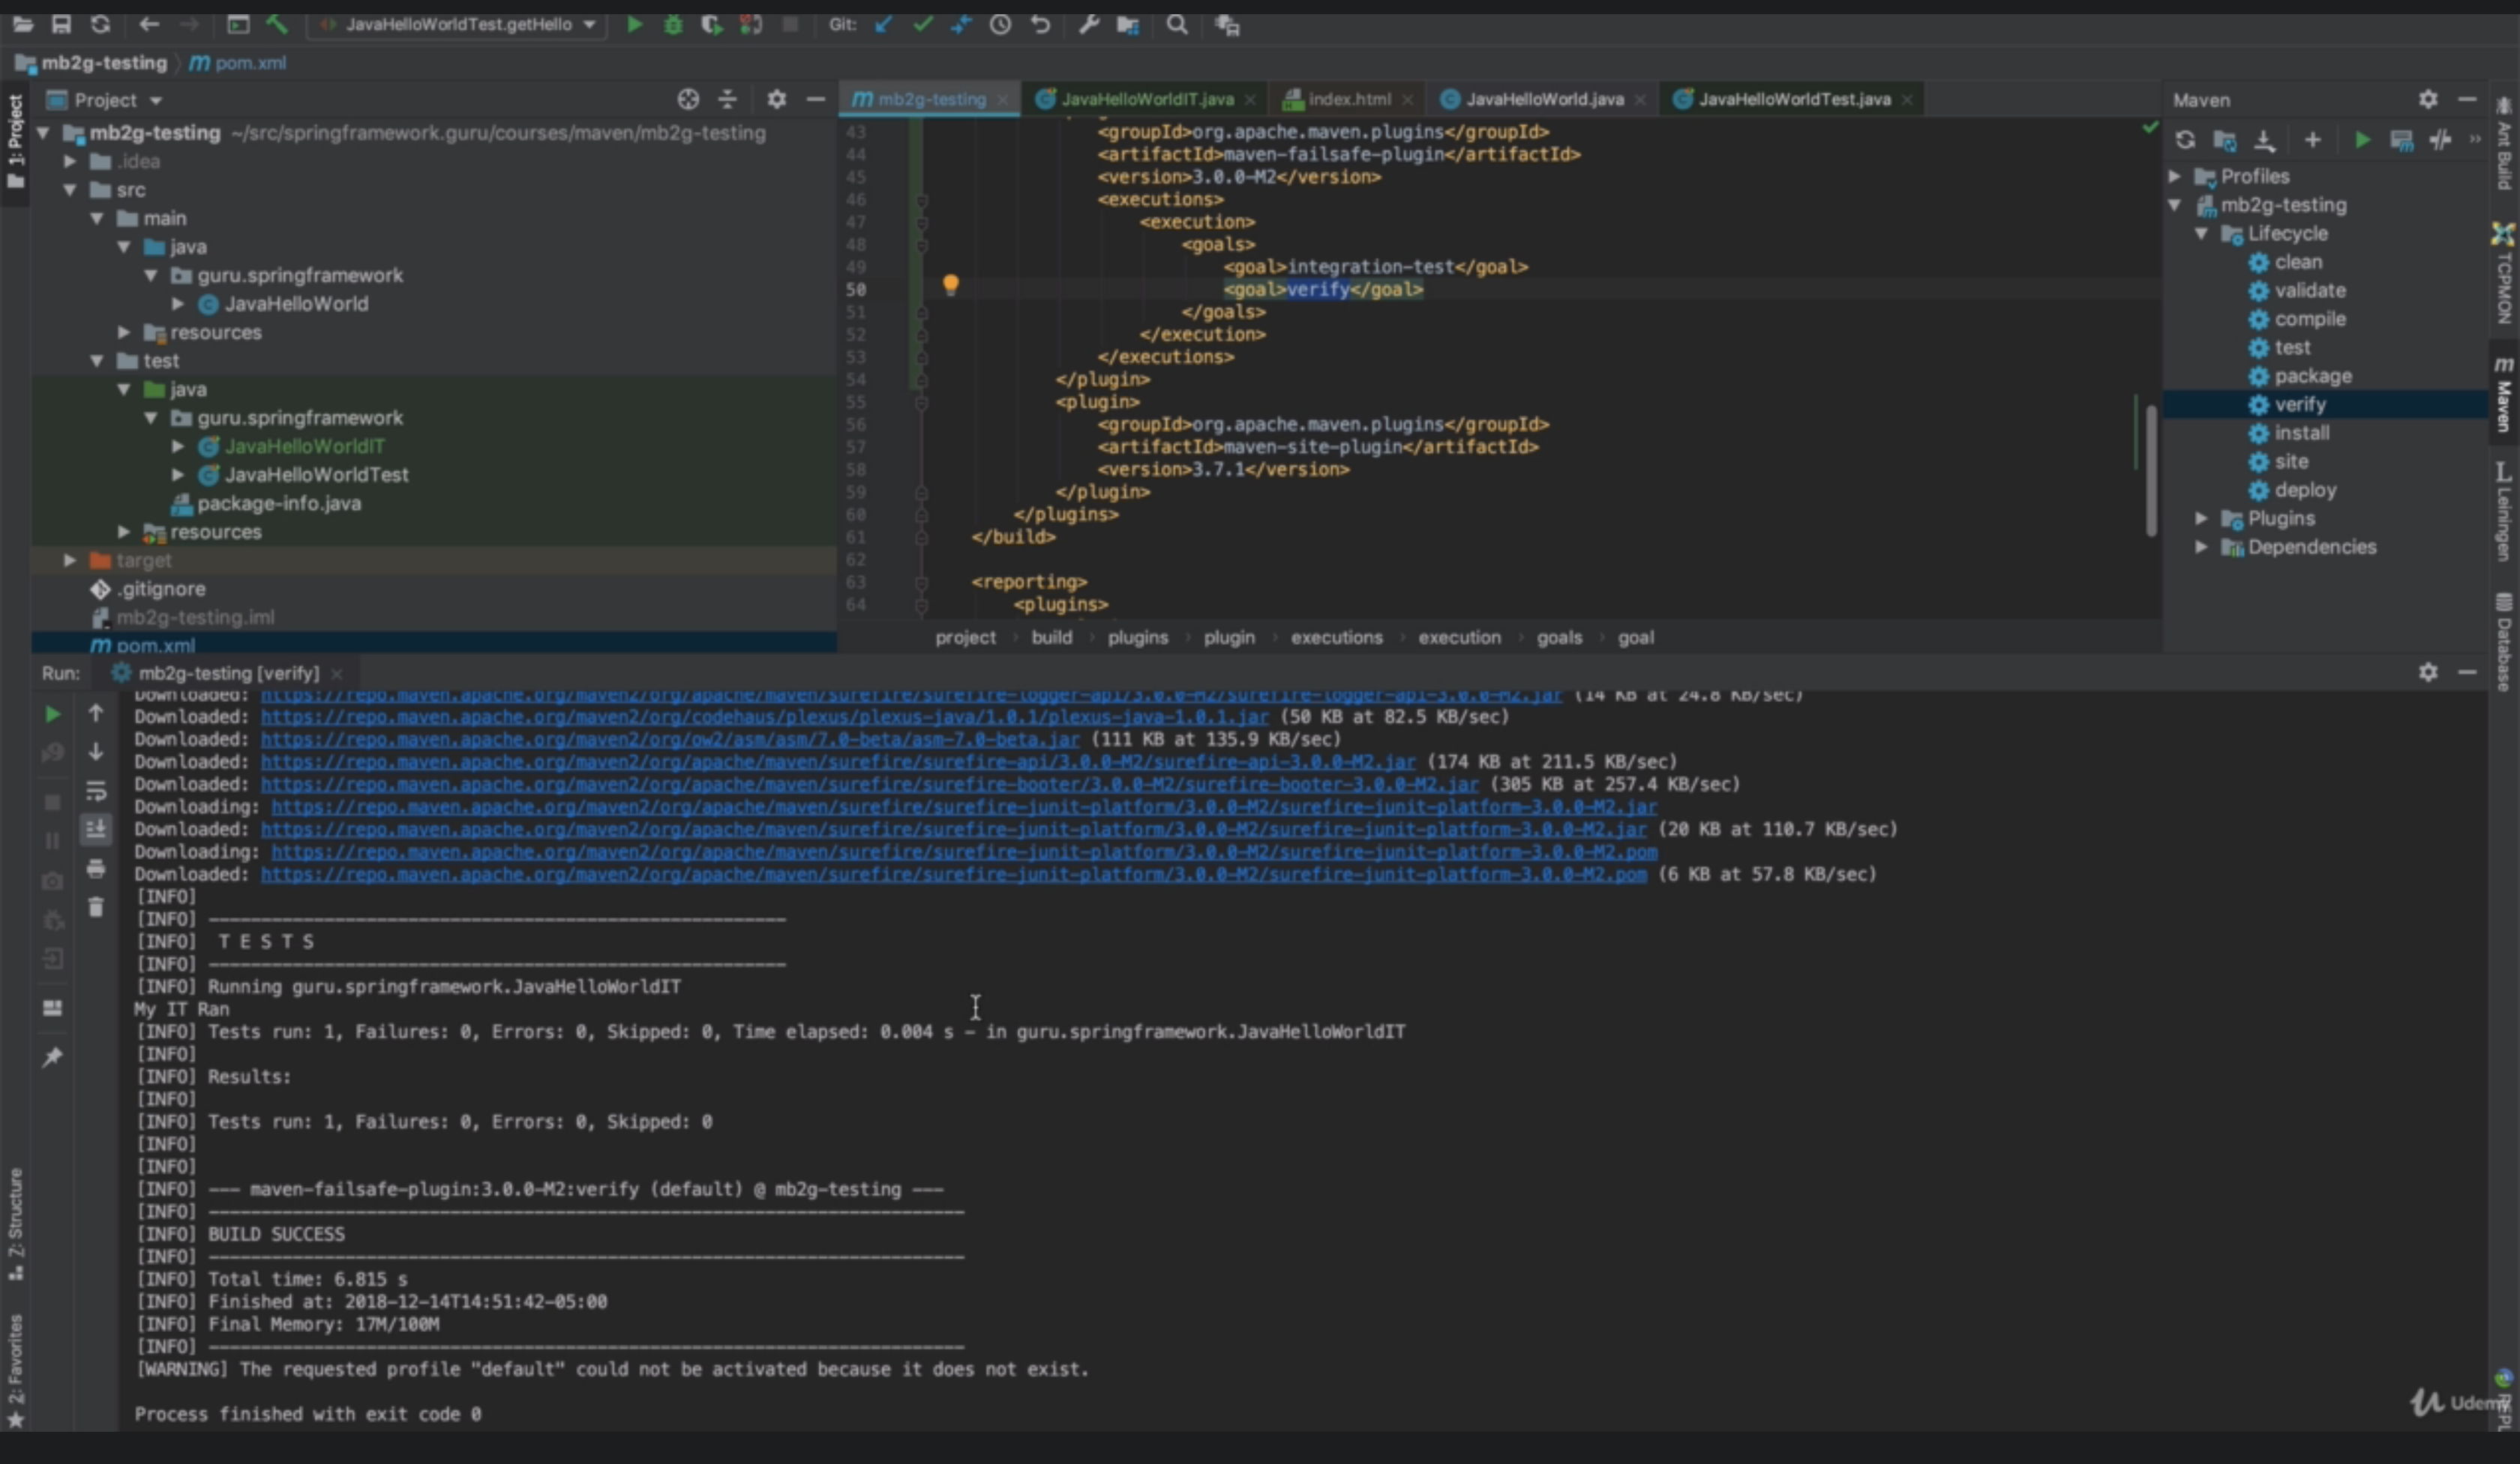 JavaHelloWorldTest.getHello
Git:
mb2g-testing
pom.xml
1: Project
Project
mb2g-testing ~/src/springframework.guru/courses/maven/mb2g-testing
.idea
src
main
java
guru.springframework
JavaHelloWorld
resources
test
java
guru.springframework
JavaHelloWorldIT
JavaHelloWorldTest
package-info.java
resources
target
.gitignore
mb2g-testing.iml
pom.xml
mb2g-testing
JavaHelloWorldIT.java
index.html
JavaHelloWorld.java
JavaHelloWorldTest.java
43 <groupId>org.apache.maven.plugins</groupId>
44 <artifactId>maven-failsafe-plugin</artifactId>
45 <version>3.0.0-M2</version>
46 <executions>
47 <execution>
48 <goals>
49 <goal>integration-test</goal>
50 <goal>verify</goal>
51 </goals>
52 </execution>
53 </executions>
54 </plugin>
55 <plugin>
56 <groupId>org.apache.maven.plugins</groupId>
57 <artifactId>maven-site-plugin</artifactId>
58 <version>3.7.1</version>
59 </plugin>
60 </plugins>
61 </build>
62
63 <reporting>
64 <plugins>
project › build › plugins › plugin › executions › execution › goals › goal
Maven
Profiles
mb2g-testing
Lifecycle
clean
validate
compile
test
package
verify
install
site
deploy
Plugins
Dependencies
Ant Build
TCPMON
Maven
Leiningen
Database
REPL
Run: mb2g-testing [verify]
Downloaded: https://repo.maven.apache.org/maven2/org/apache/maven/surefire/surefire-logger-api/3.0.0-M2/surefire-logger-api-3.0.0-M2.jar (14 KB at 24.8 KB/sec)
Downloaded: https://repo.maven.apache.org/maven2/org/codehaus/plexus/plexus-java/1.0.1/plexus-java-1.0.1.jar (50 KB at 82.5 KB/sec)
Downloaded: https://repo.maven.apache.org/maven2/org/ow2/asm/asm/7.0-beta/asm-7.0-beta.jar (111 KB at 135.9 KB/sec)
Downloaded: https://repo.maven.apache.org/maven2/org/apache/maven/surefire/surefire-api/3.0.0-M2/surefire-api-3.0.0-M2.jar (174 KB at 211.5 KB/sec)
Downloaded: https://repo.maven.apache.org/maven2/org/apache/maven/surefire/surefire-booter/3.0.0-M2/surefire-booter-3.0.0-M2.jar (305 KB at 257.4 KB/sec)
Downloading: https://repo.maven.apache.org/maven2/org/apache/maven/surefire/surefire-junit-platform/3.0.0-M2/surefire-junit-platform-3.0.0-M2.jar
Downloaded: https://repo.maven.apache.org/maven2/org/apache/maven/surefire/surefire-junit-platform/3.0.0-M2/surefire-junit-platform-3.0.0-M2.jar (20 KB at 110.7 KB/sec)
Downloading: https://repo.maven.apache.org/maven2/org/apache/maven/surefire/surefire-junit-platform/3.0.0-M2/surefire-junit-platform-3.0.0-M2.pom
Downloaded: https://repo.maven.apache.org/maven2/org/apache/maven/surefire/surefire-junit-platform/3.0.0-M2/surefire-junit-platform-3.0.0-M2.pom (6 KB at 57.8 KB/sec)
[INFO]
[INFO] -------------------------------------------------------
[INFO] T E S T S
[INFO] -------------------------------------------------------
[INFO] Running guru.springframework.JavaHelloWorldIT
My IT Ran
[INFO] Tests run: 1, Failures: 0, Errors: 0, Skipped: 0, Time elapsed: 0.004 s - in guru.springframework.JavaHelloWorldIT
[INFO]
[INFO] Results:
[INFO]
[INFO] Tests run: 1, Failures: 0, Errors: 0, Skipped: 0
[INFO]
[INFO]
[INFO] --- maven-failsafe-plugin:3.0.0-M2:verify (default) @ mb2g-testing ---
[INFO] ------------------------------------------------------------------------
[INFO] BUILD SUCCESS
[INFO] ------------------------------------------------------------------------
[INFO] Total time: 6.815 s
[INFO] Finished at: 2018-12-14T14:51:42-05:00
[INFO] Final Memory: 17M/100M
[INFO] ------------------------------------------------------------------------
[WARNING] The requested profile "default" could not be activated because it does not exist.
Process finished with exit code 0
7: Structure
2: Favorites
Udemy